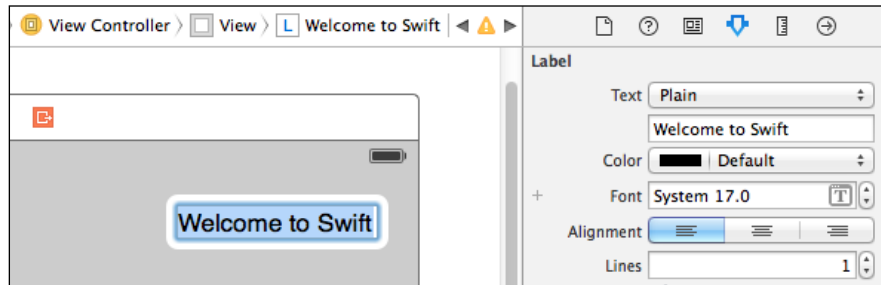 View Controller
View
L Welcome to Swift
Label
Text Plain
Welcome to Swift
Color Default
Font System 17.0 T
Alignment
Lines 1
Welcome to Swift